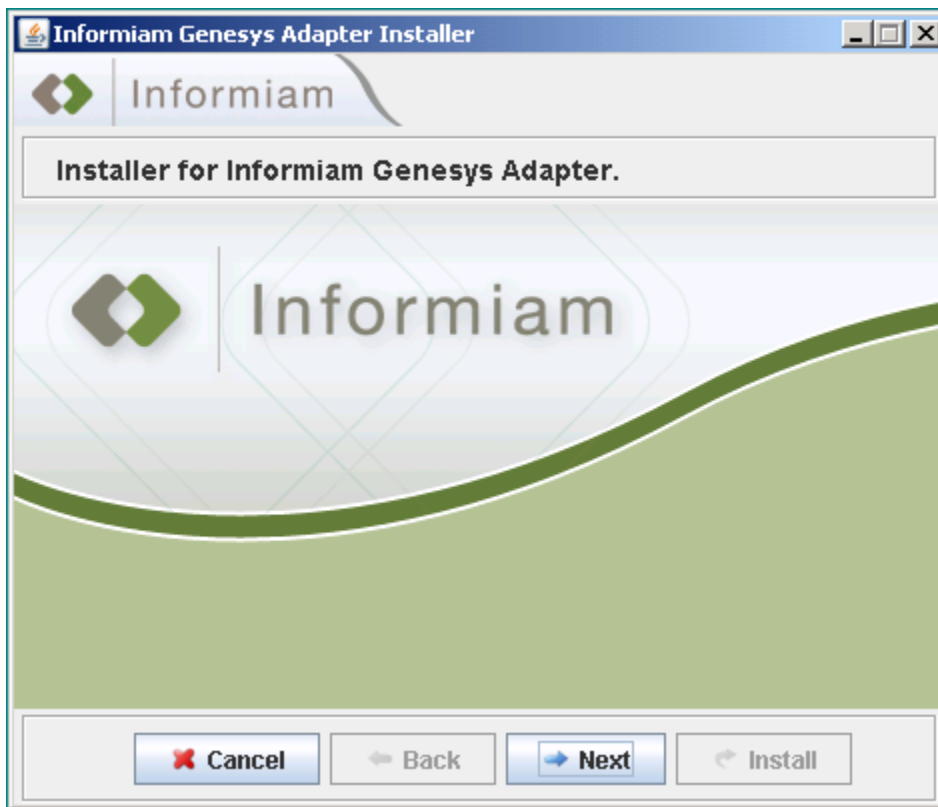 Informiam Genesys Adapter Installer
Informiam
Installer for Informiam Genesys Adapter.
Informiam
Cancel
Back
Next
Install